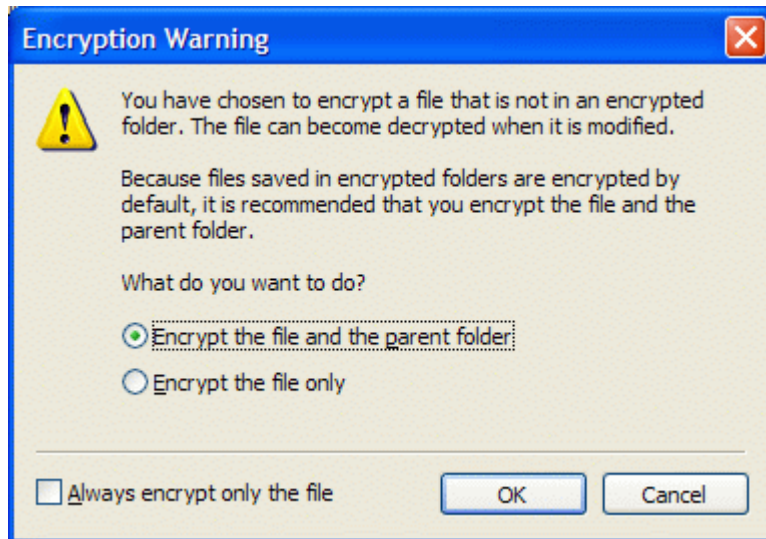 Encryption Warning
You have chosen to encrypt a file that is not in an encrypted
folder. The file can become decrypted when it is modified.
Because files saved in encrypted folders are encrypted by
default, it is recommended that you encrypt the file and the
parent folder.
What do you want to do?
Encrypt the file and the parent folder
Encrypt the file only
Always encrypt only the file
OK
Cancel